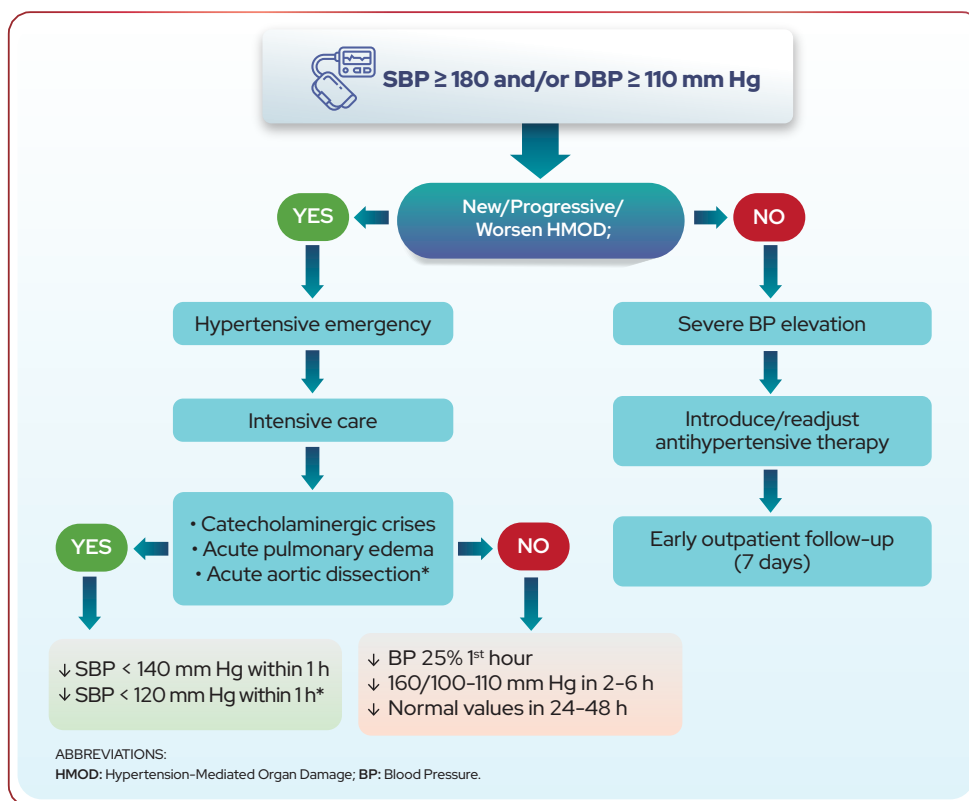 SBP ≥ 180 and/or DBP ≥ 110 mm Hg
New/Progressive/
Worsen HMOD;
YES
NO
Hypertensive emergency
Severe BP elevation
Intensive care
Introduce/readjust
antihypertensive therapy
• Catecholaminergic crises
• Acute pulmonary edema
• Acute aortic dissection*
YES
NO
Early outpatient follow-up
(7 days)
↓ SBP < 140 mm Hg within 1 h
↓ SBP < 120 mm Hg within 1 h*
↓ BP 25% 1st hour
↓ 160/100-110 mm Hg in 2-6 h
↓ Normal values in 24-48 h
ABBREVIATIONS:
HMOD: Hypertension-Mediated Organ Damage; BP: Blood Pressure.